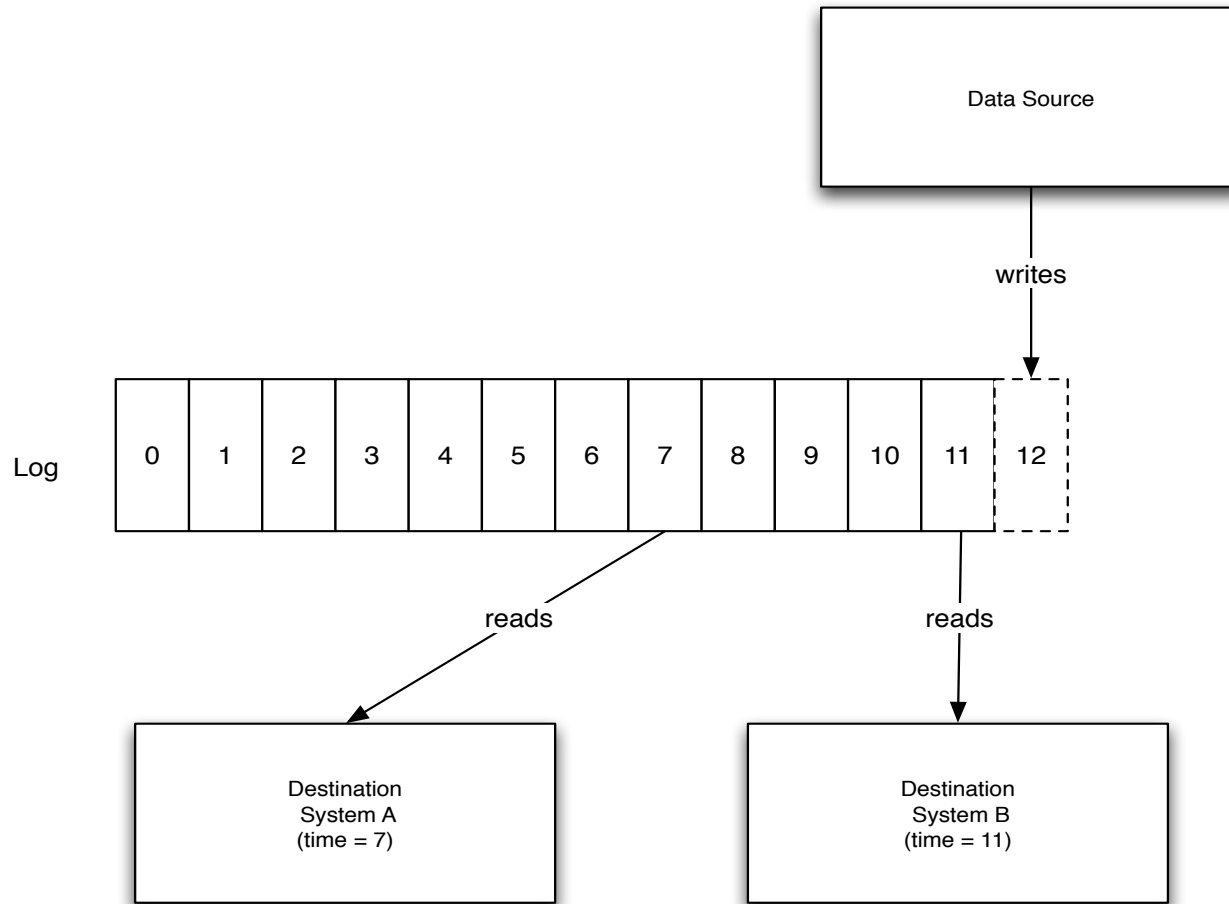 Data Source
writes
Log
0 1 2 3 4 5 6 7 8 9 10 11 12
reads
reads
Destination
System A
(time = 7)
Destination
System B
(time = 11)